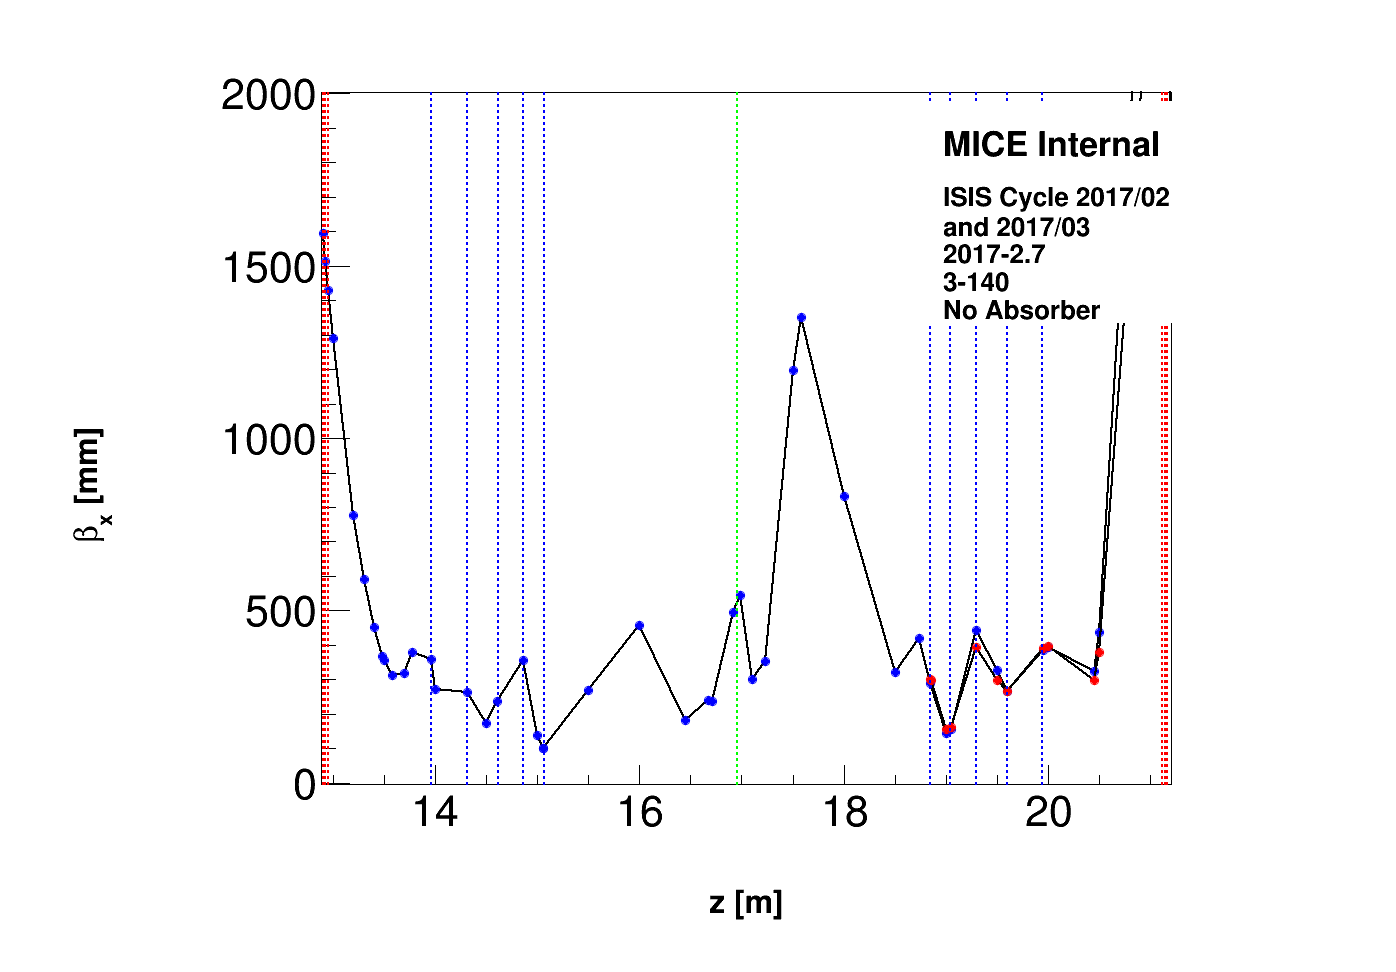 2000
1500
1000
500
0
14 16 18 20
βx [mm]
z [m]
MICE Internal
ISIS Cycle 2017/02
and 2017/03
2017-2.7
3-140
No Absorber